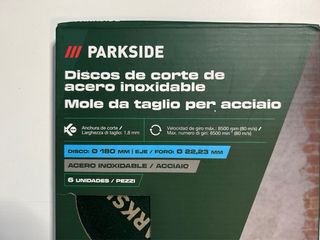 /// PARKSIDE
Discos de corte de
acero inoxidable
Mole da taglio per acciaio
Anchura de corte /
Larghezza di taglio: 1,8 mm
Velocidad de giro máx.: 8500 rpm (80 m/s) /
Max. numero di giri: 8500 min⁻¹ (80 m/s)
DISCO: Ø 180 MM | EJE / FORO: Ø 22,23 MM
ACERO INOXIDABLE / ACCIAIO
6 UNIDADES / PEZZI
PARKS